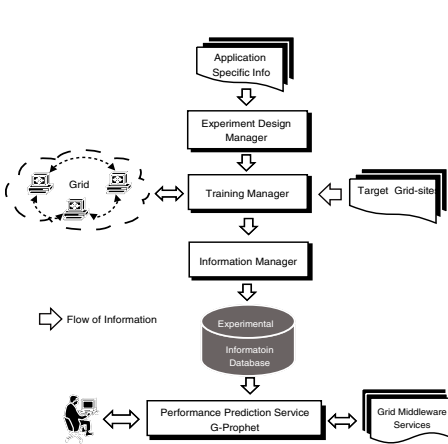 Application
Specific Info
Experiment Design
Manager
Grid
Training Manager
Target Grid-sites
Information Manager
Flow of Information
Experimental
Informatoin
Database
Performance Prediction Service
G-Prophet
Grid Middleware
Services